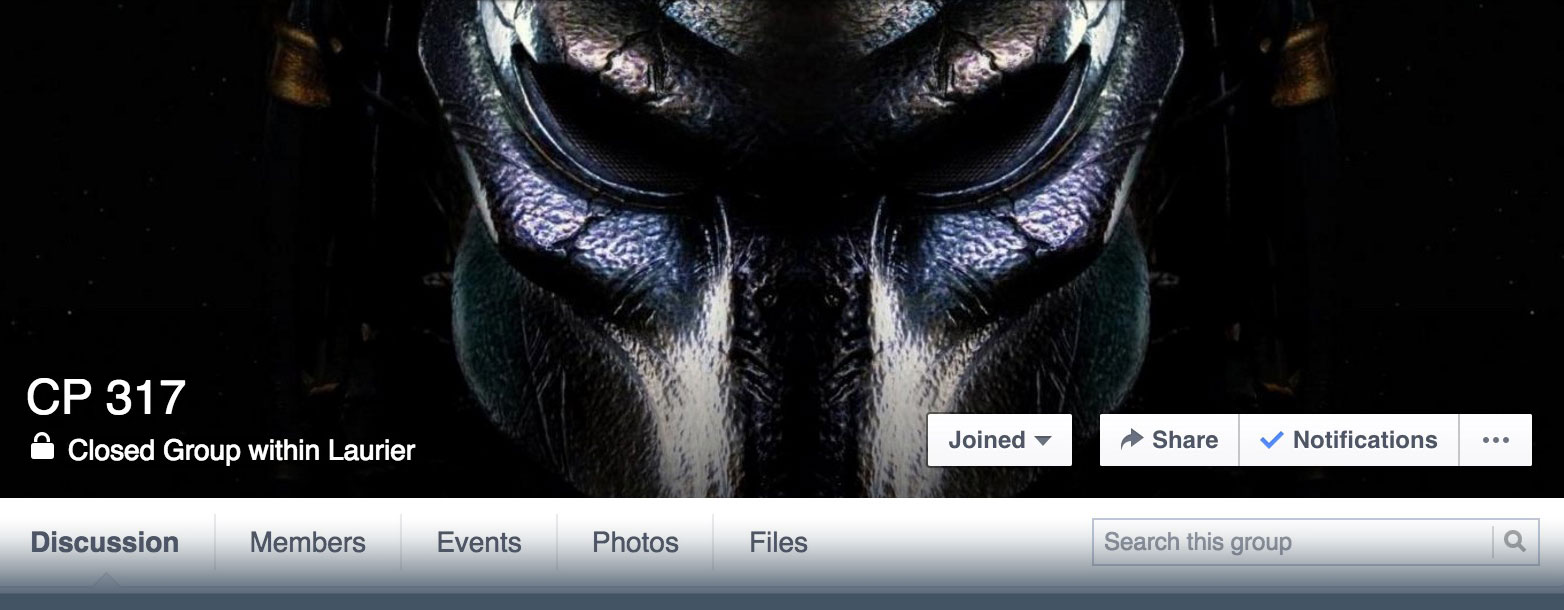 CP 317
Closed Group within Laurier
Joined
Share
Notifications
Discussion
Members
Events
Photos
Files
Search this group